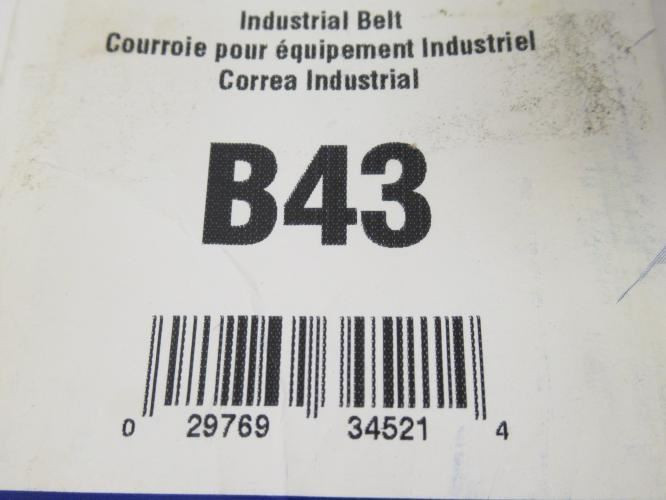 Industrial Belt
Courroie pour équipement Industriel
Correa Industrial
B43
0 29769 34521 4